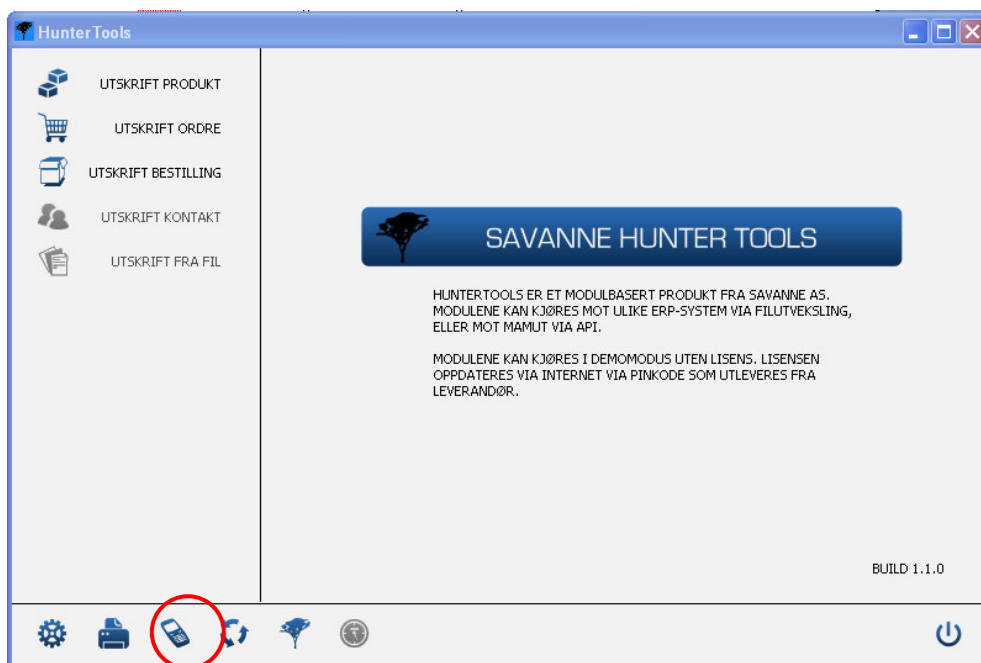 HunterTools
UTSKRIFT PRODUKT
UTSKRIFT ORDRE
UTSKRIFT BESTILLING
UTSKRIFT KONTAKT
UTSKRIFT FRA FIL
SAVANNE HUNTER TOOLS
HUNTERTOOLS ER ET MODULBASERT PRODUKT FRA SAVANNE AS.
MODULENE KAN KJØRES MOT ULIKE ERP-SYSTEM VIA FILUTVEKSLING,
ELLER MOT MAMUT VIA API.
MODULENE KAN KJØRES I DEMOMODUS UTEN LISENS. LISENSEN
OPPDATERES VIA INTERNET VIA PINKODE SOM UTLEVERES FRA
LEVERANDØR.
BUILD 1.1.0